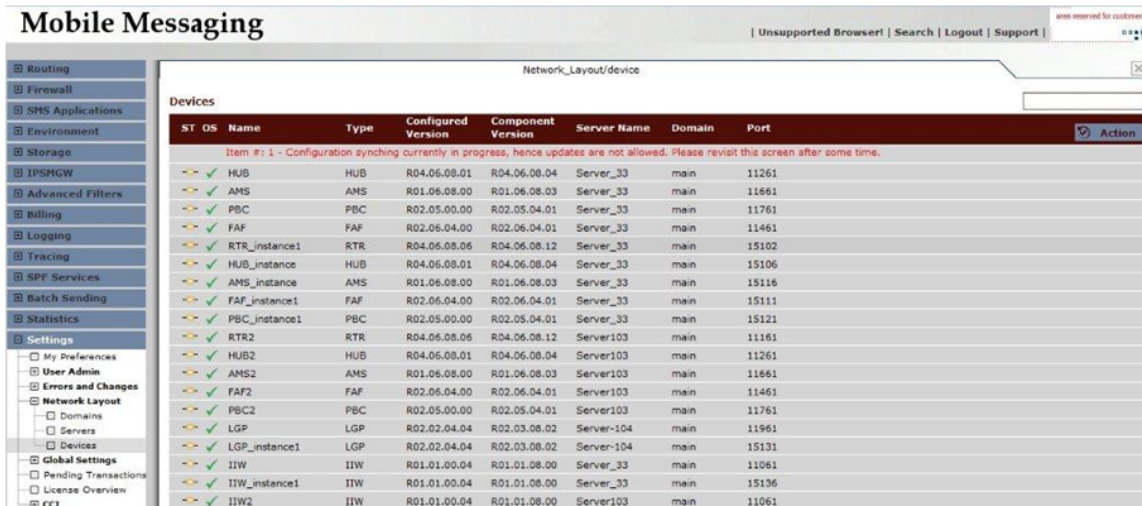 Mobile Messaging
area reserved for customer
| Unsupported Browser! | Search | Logout | Support |
Network_Layout/device
Routing
Firewall
SMS Applications
Environment
Storage
IPSMGW
Advanced Filters
Billing
Logging
Tracing
SPF Services
Batch Sending
Statistics
Settings
My Preferences
User Admin
Errors and Changes
Network Layout
Domains
Servers
Devices
Global Settings
Pending Transactions
License Overview
CCI
Devices
ST OS Name Type Configured Version Component Version Server Name Domain Port Action
Item #: 1 - Configuration synching currently in progress, hence updates are not allowed. Please revisit this screen after some time.
HUB HUB R04.06.08.01 R04.06.08.04 Server_33 main 11261
AMS AMS R01.06.08.00 R01.06.08.03 Server_33 main 11661
PBC PBC R02.05.00.00 R02.05.04.01 Server_33 main 11761
FAF FAF R02.06.04.00 R02.06.04.01 Server_33 main 11461
RTR_instance1 RTR R04.06.08.06 R04.06.08.12 Server_33 main 15102
HUB_instance HUB R04.06.08.01 R04.06.08.04 Server_33 main 15106
AMS_instance AMS R01.06.08.00 R01.06.08.03 Server_33 main 15116
FAF_instance1 FAF R02.06.04.00 R02.06.04.01 Server_33 main 15111
PBC_instance1 PBC R02.05.00.00 R02.05.04.01 Server_33 main 15121
RTR2 RTR R04.06.08.06 R04.06.08.12 Server103 main 11161
HUB2 HUB R04.06.08.01 R04.06.08.04 Server103 main 11261
AMS2 AMS R01.06.08.00 R01.06.08.03 Server103 main 11661
FAF2 FAF R02.06.04.00 R02.06.04.01 Server103 main 11461
PBC2 PBC R02.05.00.00 R02.05.04.01 Server103 main 11761
LGP LGP R02.02.04.04 R02.03.08.02 Server-104 main 11961
LGP_instance1 LGP R02.02.04.04 R02.03.08.02 Server-104 main 15131
IIW IIW R01.01.00.04 R01.01.08.00 Server_33 main 11061
IIW_instance1 IIW R01.01.00.04 R01.01.08.00 Server_33 main 15136
IIW2 IIW R01.01.00.04 R01.01.08.00 Server103 main 11061